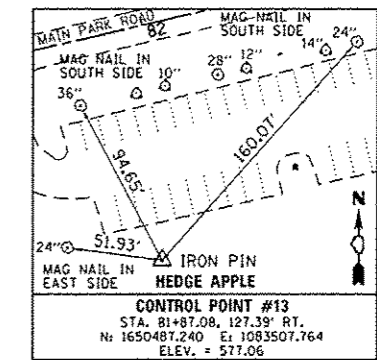 MAIN PARK ROAD
82
MAG NAIL IN
SOUTH SIDE
24"
MAG NAIL IN
SOUTH SIDE
36"
10"
28"
12"
14"
94.65'
160.07'
N
24"
51.93'
MAG NAIL IN
EAST SIDE
IRON PIN
HEDGE APPLE
CONTROL POINT #13
STA. 81+87.08, 127.39' RT.
N: 1650487.240 E: 1083507.764
ELEV. = 577.06